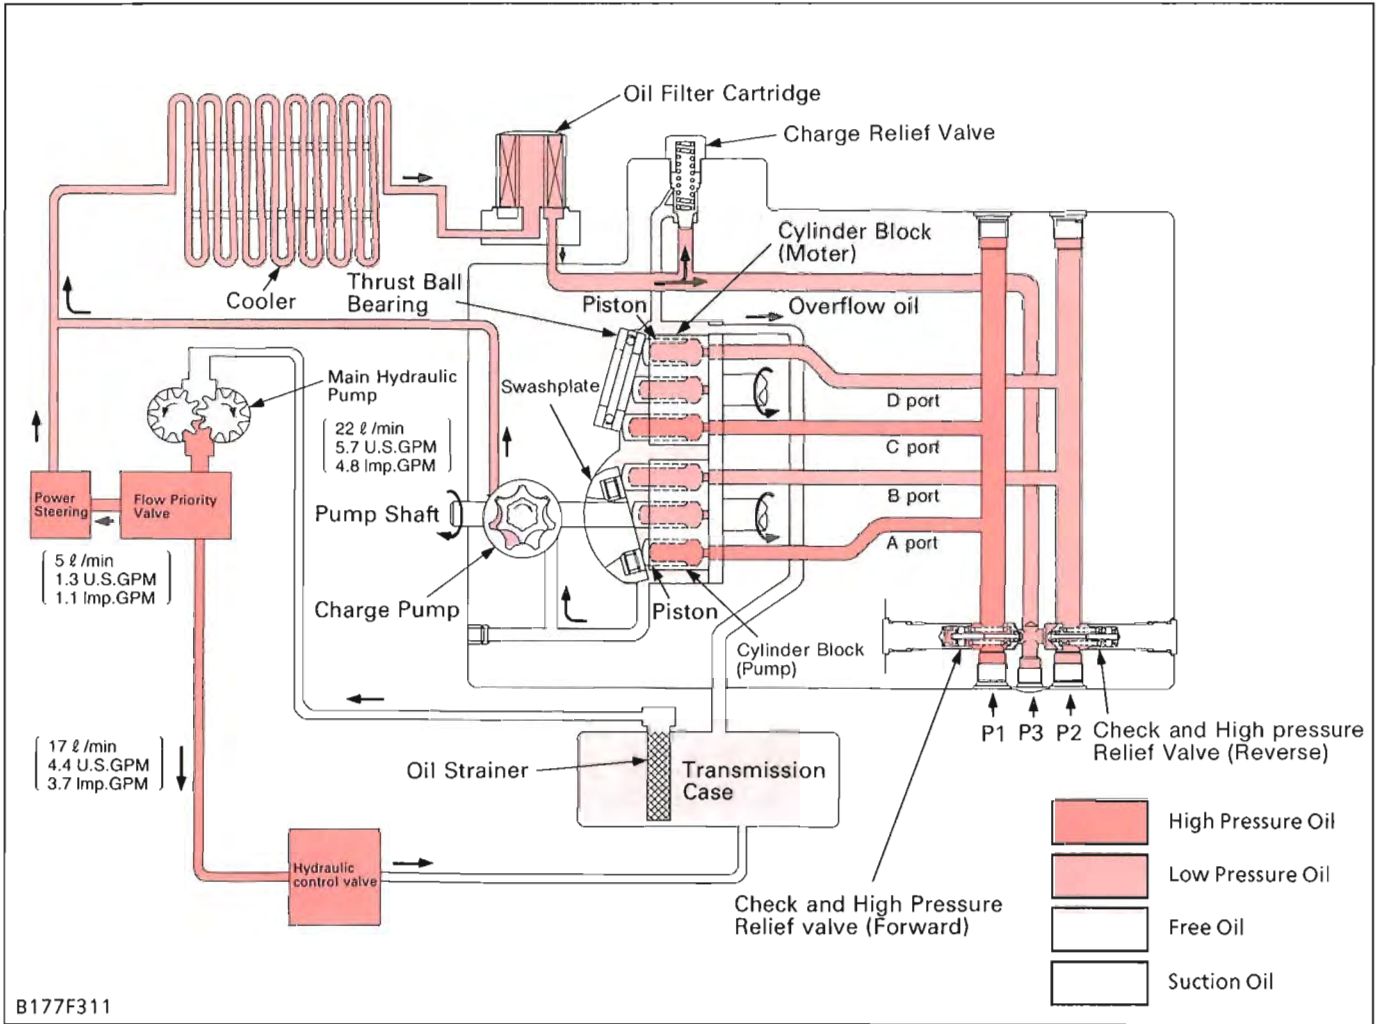 Oil Filter Cartridge
Charge Relief Valve
Cylinder Block
(Moter)
Thrust Ball
Bearing
Cooler
Piston
Overflow oil
Main Hydraulic
Pump
Swashplate
D port
22 ℓ/min
5.7 U.S.GPM
4.8 Imp.GPM
C port
B port
Power
Steering
Flow Priority
Valve
Pump Shaft
A port
5 ℓ/min
1.3 U.S.GPM
1.1 Imp.GPM
Charge Pump
Piston
Cylinder Block
(Pump)
P1 P3 P2
Check and High pressure
Relief Valve (Reverse)
17 ℓ/min
4.4 U.S.GPM
3.7 Imp.GPM
Oil Strainer
Transmission
Case
High Pressure Oil
Hydraulic
control valve
Low Pressure Oil
Check and High Pressure
Relief valve (Forward)
Free Oil
Suction Oil
B177F311